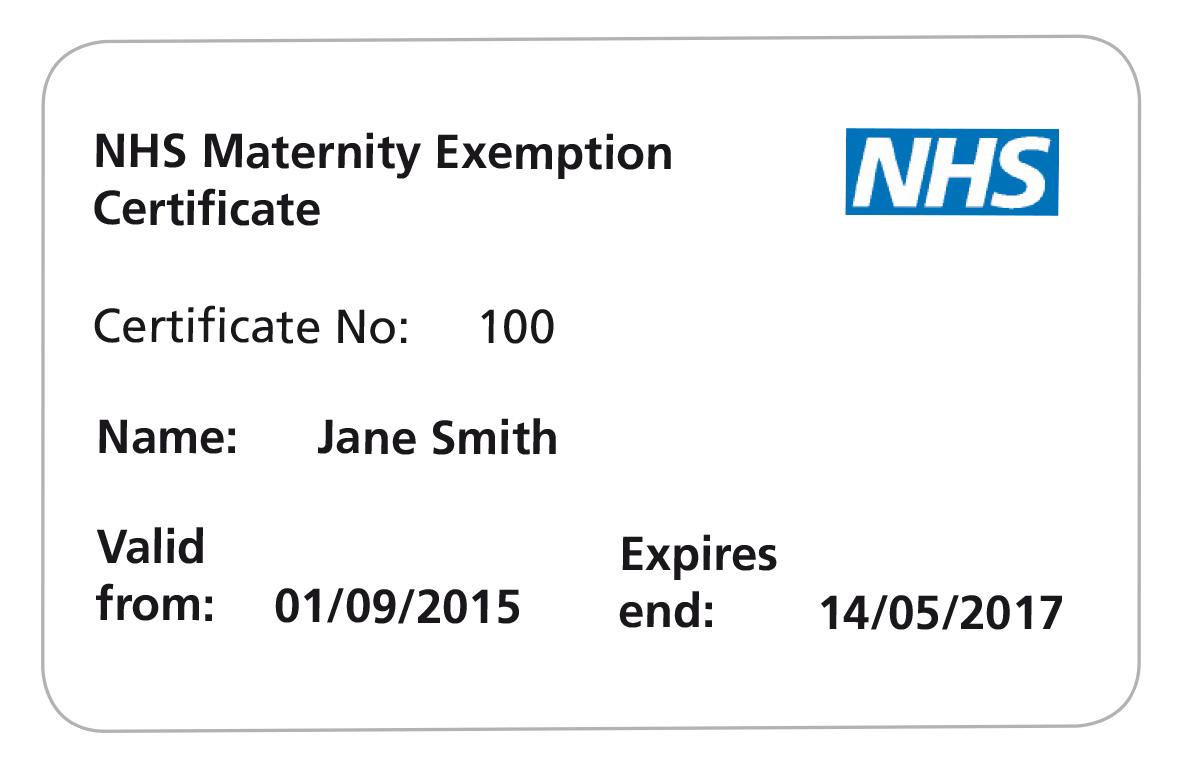 NHS Maternity Exemption
Certificate
NHS
Certificate No: 100
Name: Jane Smith
Valid
from: 01/09/2015
Expires
end: 14/05/2017